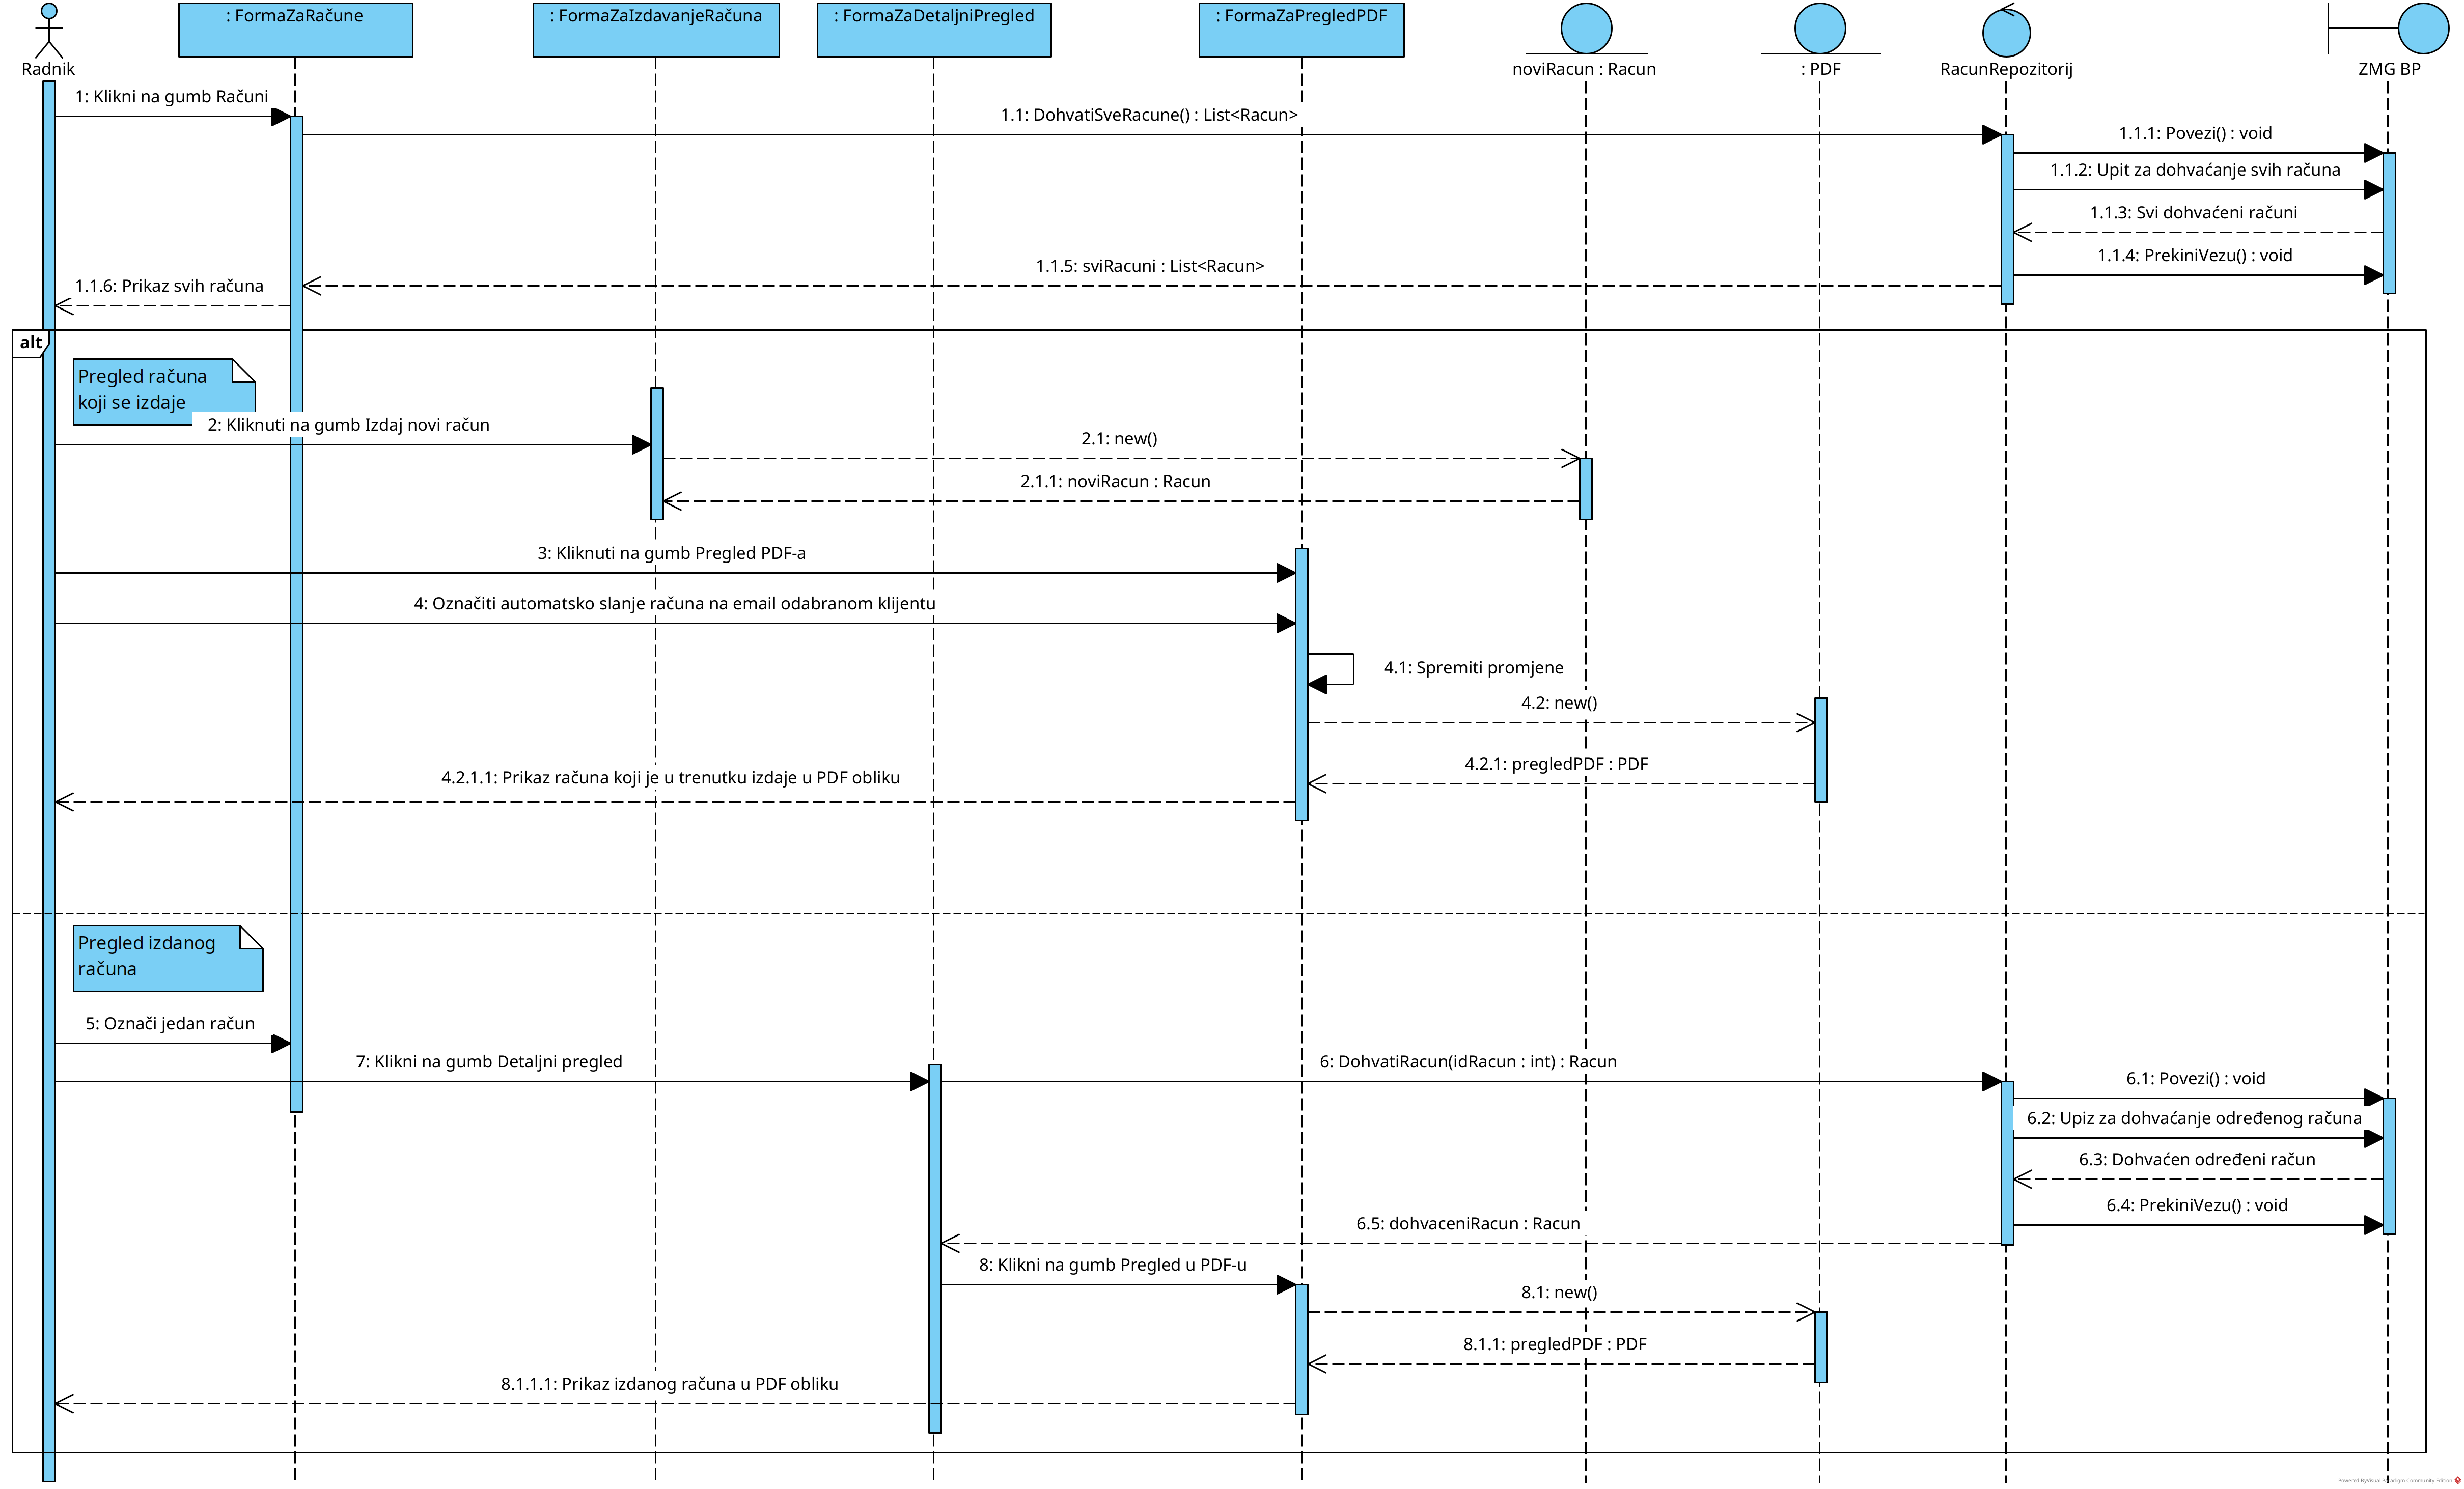 : FormaZaRačune
: FormaZaIzdavanjeRačuna
: FormaZaDetaljniPregled
: FormaZaPregledPDF
Radnik
noviRacun : Racun
: PDF
RacunRepozitorij
ZMG BP
1: Klikni na gumb Računi
1.1: DohvatiSveRacune() : List<Racun>
1.1.1: Povezi() : void
1.1.2: Upit za dohvaćanje svih računa
1.1.3: Svi dohvaćeni računi
1.1.4: PrekiniVezu() : void
1.1.5: sviRacuni : List<Racun>
1.1.6: Prikaz svih računa
alt
Pregled računa
koji se izdaje
2: Kliknuti na gumb Izdaj novi račun
2.1: new()
2.1.1: noviRacun : Racun
3: Kliknuti na gumb Pregled PDF-a
4: Označiti automatsko slanje računa na email odabranom klijentu
4.1: Spremiti promjene
4.2: new()
4.2.1: pregledPDF : PDF
4.2.1.1: Prikaz računa koji je u trenutku izdaje u PDF obliku
Pregled izdanog
računa
5: Označi jedan račun
7: Klikni na gumb Detaljni pregled
6: DohvatiRacun(idRacun : int) : Racun
6.1: Povezi() : void
6.2: Upiz za dohvaćanje određenog računa
6.3: Dohvaćen određeni račun
6.4: PrekiniVezu() : void
6.5: dohvaceniRacun : Racun
8: Klikni na gumb Pregled u PDF-u
8.1: new()
8.1.1: pregledPDF : PDF
8.1.1.1: Prikaz izdanog računa u PDF obliku
Powered ByVisual Paradigm Community Edition